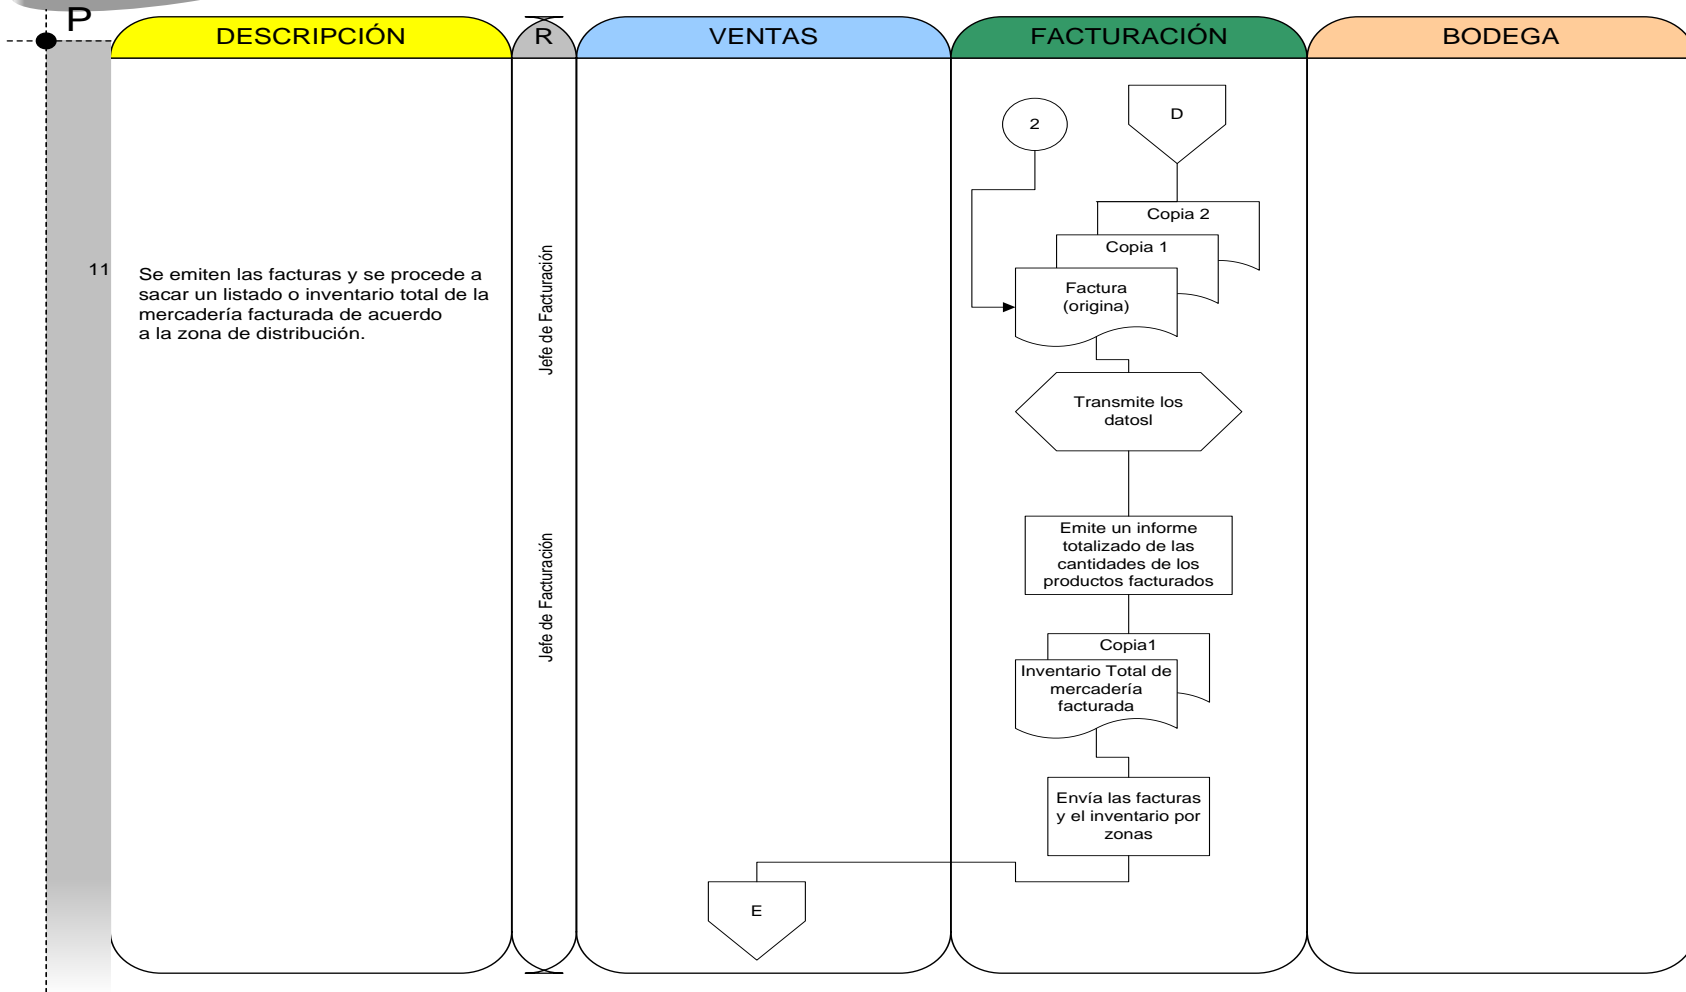 P
DESCRIPCIÓN
R
VENTAS
FACTURACIÓN
BODEGA
2
D
Copia 2
Copia 1
Factura
(origina)
11
Se emiten las facturas y se procede a
sacar un listado o inventario total de la
mercadería facturada de acuerdo
a la zona de distribución.
Jefe de Facturación
Transmite los
datosl
Emite un informe
totalizado de las
cantidades de los
productos facturados
Jefe de Facturación
Copia1
Inventario Total de
mercadería
facturada
Envía las facturas
y el inventario por
zonas
E